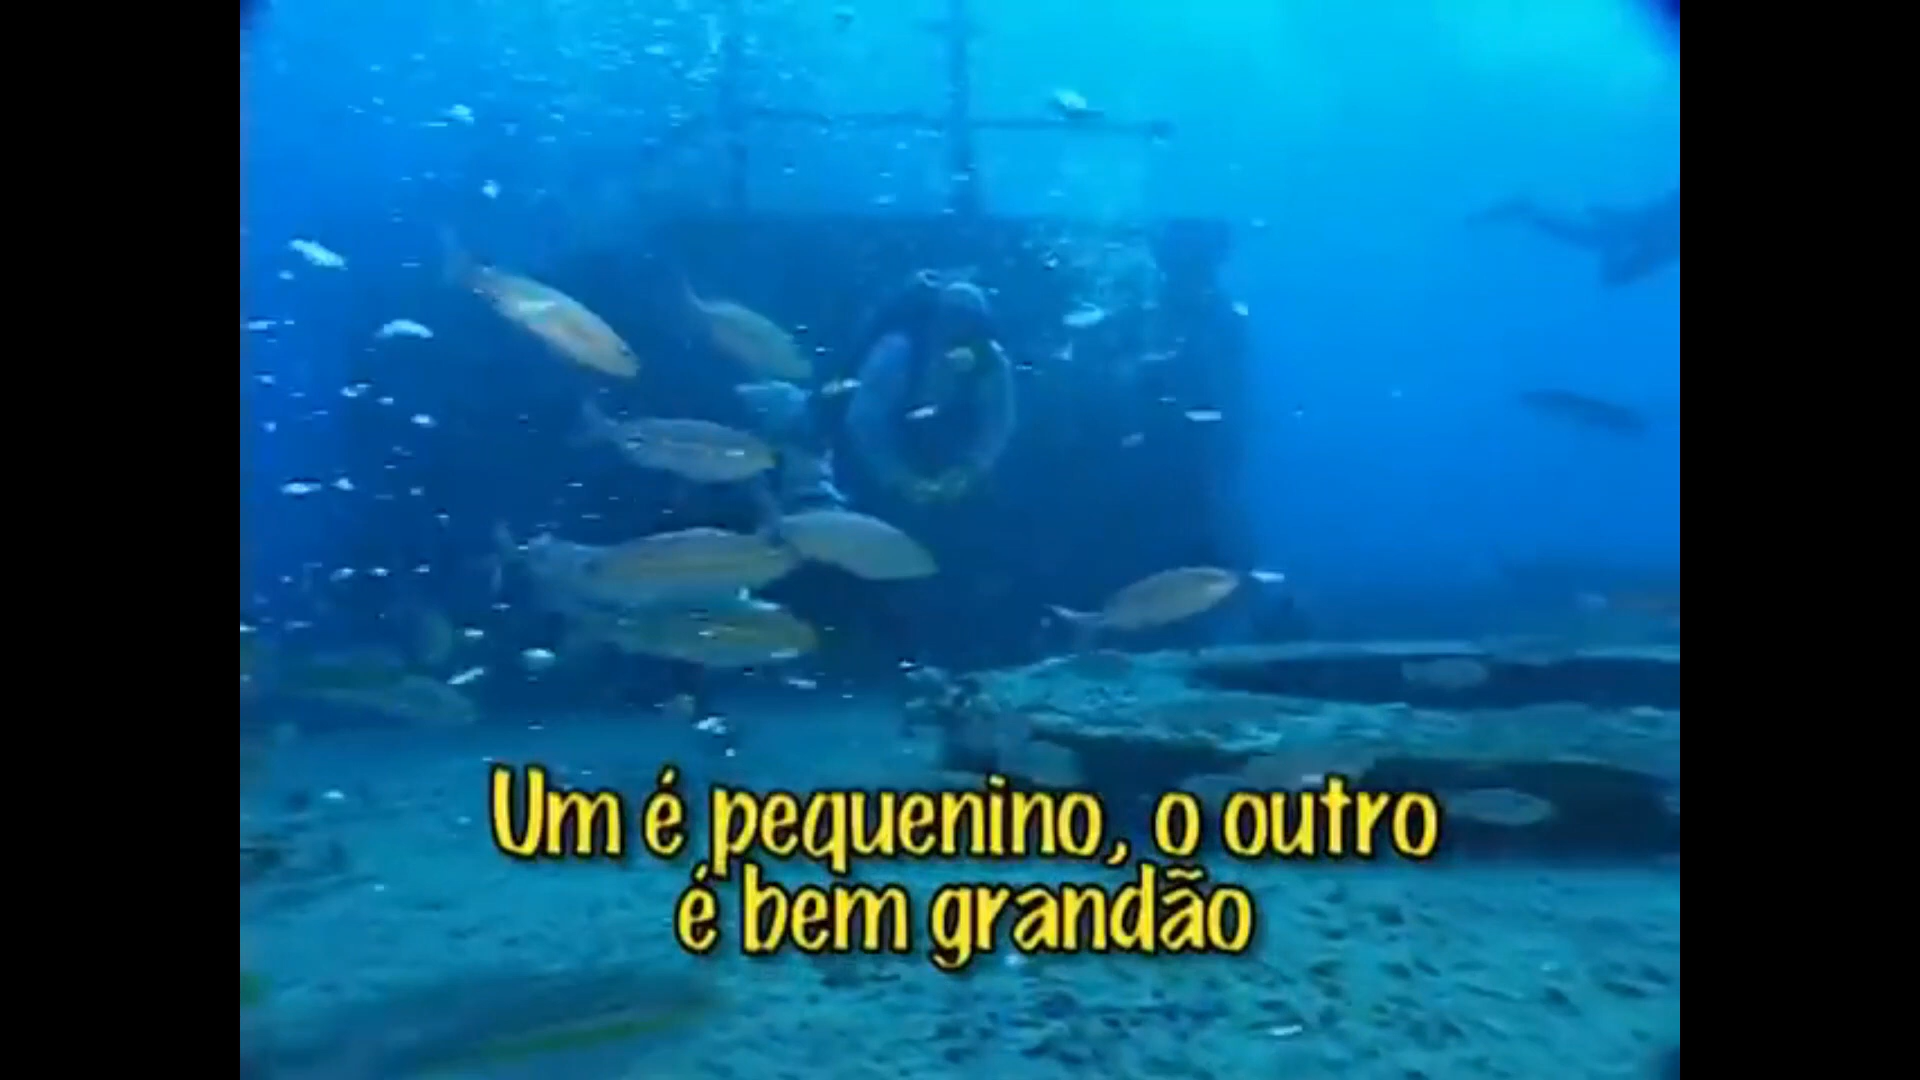 Um é pequenino, o outro
é bem grandão